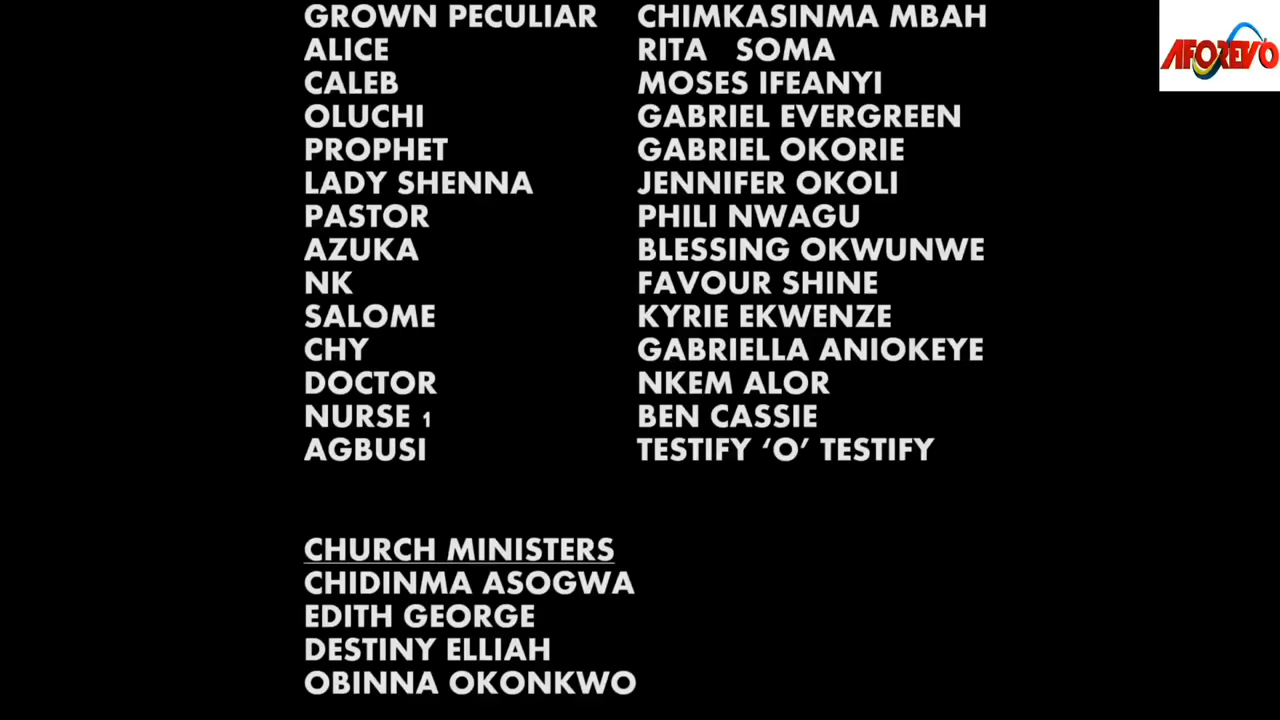 GROWN PECULIAR CHIMKASINMA MBAH
ALICE RITA SOMA
CALEB MOSES IFEANYI
OLUCHI GABRIEL EVERGREEN
PROPHET GABRIEL OKORIE
LADY SHENNA JENNIFER OKOLI
PASTOR PHILI NWAGU
AZUKA BLESSING OKWUNWE
NK FAVOUR SHINE
SALOME KYRIE EKWENZE
CHY GABRIELLA ANIOKEYE
DOCTOR NKEM ALOR
NURSE 1 BEN CASSIE
AGBUSI TESTIFY ‘O’ TESTIFY
CHURCH MINISTERS
CHIDINMA ASOGWA
EDITH GEORGE
DESTINY ELLIAH
OBINNA OKONKWO
AFOREVO